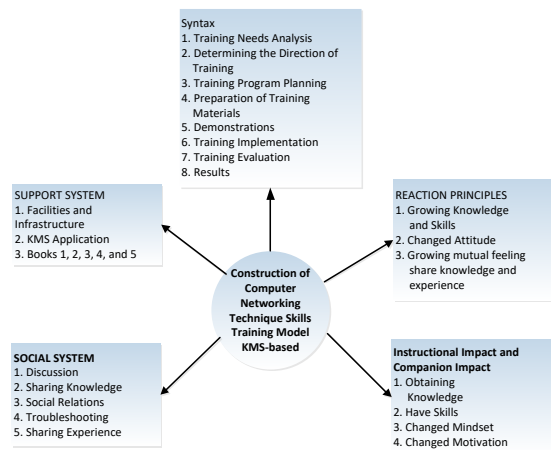 Syntax
1. Training Needs Analysis
2. Determining the Direction of
Training
3. Training Program Planning
4. Preparation of Training
Materials
5. Demonstrations
6. Training Implementation
7. Training Evaluation
8. Results
SUPPORT SYSTEM
1. Facilities and
Infrastructure
2. KMS Application
3. Books 1, 2, 3, 4, and 5
REACTION PRINCIPLES
1. Growing Knowledge
and Skills
2. Changed Attitude
3. Growing mutual feeling
share knowledge and
experience
Construction of
Computer
Networking
Technique Skills
Training Model
KMS-based
SOCIAL SYSTEM
1. Discussion
2. Sharing Knowledge
3. Social Relations
4. Troubleshooting
5. Sharing Experience
Instructional Impact and
Companion Impact
1. Obtaining
Knowledge
2. Have Skills
3. Changed Mindset
4. Changed Motivation